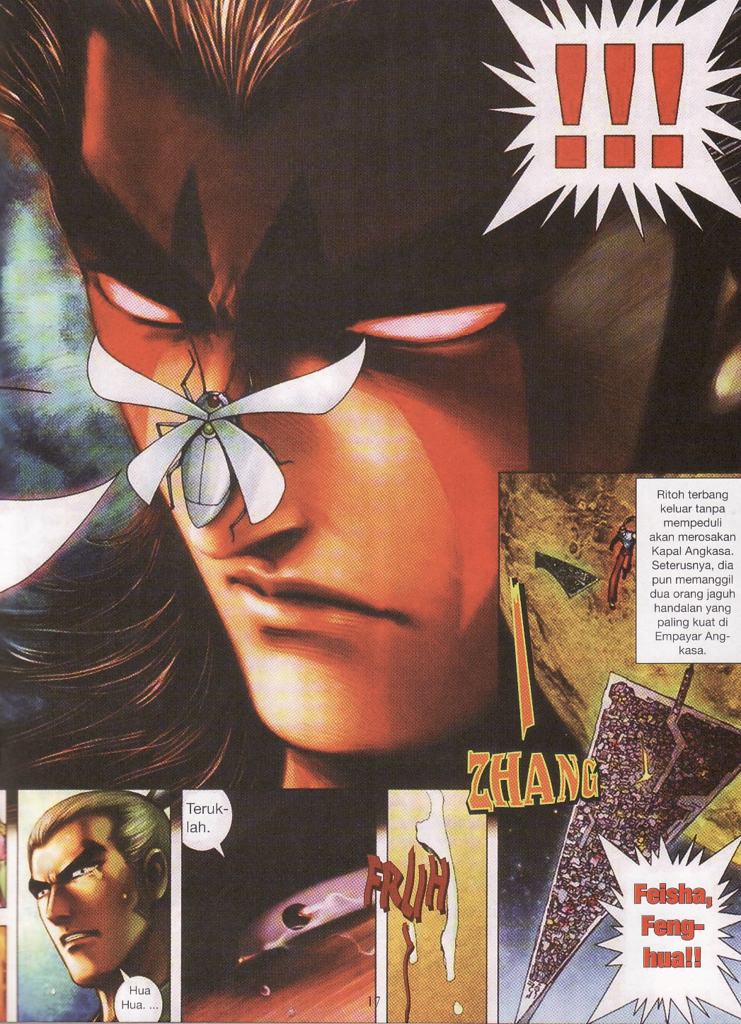 !!!
Ritoh terbang
keluar tanpa
mempeduli
akan merosakan
Kapal Angkasa.
Seterusnya, dia
pun memanggil
dua orang jaguh
handalan yang
paling kuat di
Empayar Ang-
kasa.
ZHANG
Feisha,
Feng-
hua!!
Hua
Hua. ...
Teruk-
lah.
FRUH
17